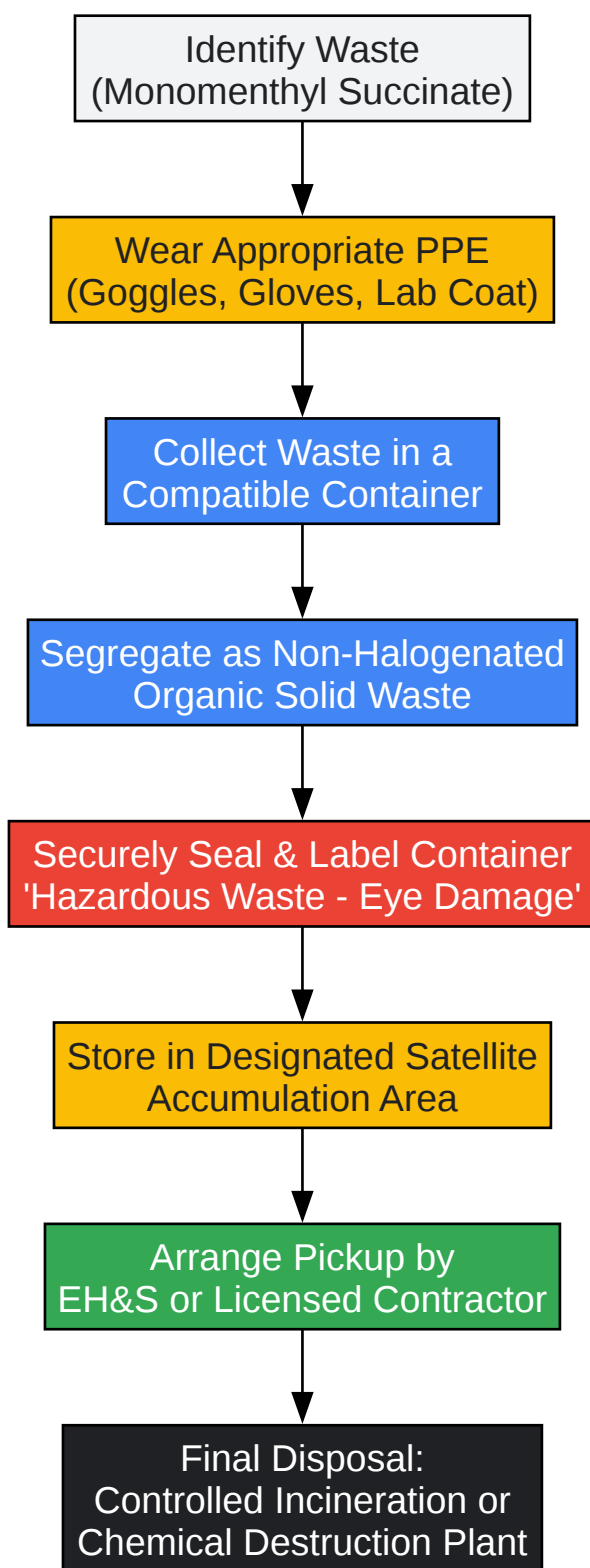 Identify Waste
(Monomenthyl Succinate)
Wear Appropriate PPE
(Goggles, Gloves, Lab Coat)
Collect Waste in a
Compatible Container
Segregate as Non-Halogenated
Organic Solid Waste
Securely Seal & Label Container
'Hazardous Waste - Eye Damage'
Store in Designated Satellite
Accumulation Area
Arrange Pickup by
EH&S or Licensed Contractor
Final Disposal:
Controlled Incineration or
Chemical Destruction Plant